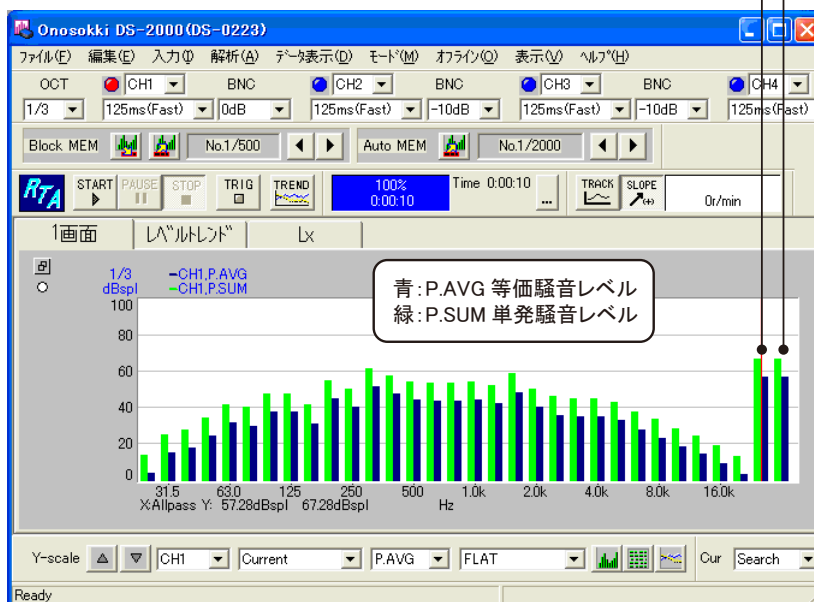 Onosokki DS-2000(DS-0223)
ファイル(F) 編集(E) 入力(I) 解析(A) データ表示(D) モード(M) オフライン(O) 表示(V) ヘルプ(H)
OCT CH1 BNC CH2 BNC CH3 BNC CH4
1/3 125ms(Fast) 0dB 125ms(Fast) -10dB 125ms(Fast) -10dB 125ms(Fast)
Block MEM No.1/500 Auto MEM No.1/2000
RTA START PAUSE STOP TRIG TREND 100% 0:00:10 Time 0:00:10 ... TRACK SLOPE (+) 0r/min
1画面 レベルトレンド Lx
1/3 -CH1,P.AVG
dBspl -CH1,P.SUM
青:P.AVG 等価騒音レベル
緑:P.SUM 単発騒音レベル
100
80
60
40
20
0
31.5 63.0 125 250 500 1.0k 2.0k 4.0k 8.0k 16.0k
X:Allpass Y: 57.28dBspl 67.28dBspl Hz
Y-scale CH1 Current P.AVG FLAT Cur Search
Ready